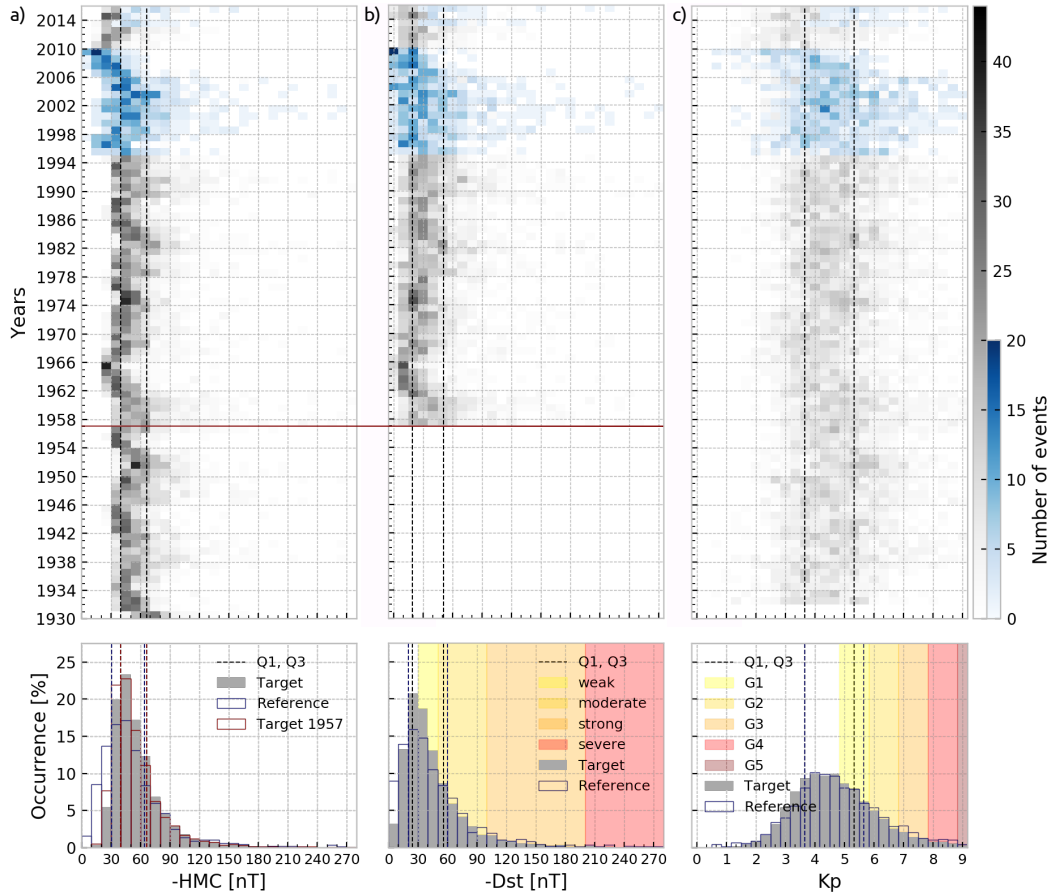 a)
b)
c)
Years
2014
2010
2006
2002
1998
1994
1990
1986
1982
1978
1974
1970
1966
1962
1958
1954
1950
1946
1942
1938
1934
1930
40
35
30
25
20
15
10
5
0
Number of events
Occurrence [%]
25
20
15
10
5
0
Q1, Q3
Target
Reference
Target 1957
0 30 60 90 120 150 180 210 240 270
-HMC [nT]
Q1, Q3
weak
moderate
strong
severe
Target
Reference
0 30 60 90 120 150 180 210 240 270
-Dst [nT]
Q1, Q3
G1
G2
G3
G4
G5
Target
Reference
0 1 2 3 4 5 6 7 8 9
Kp